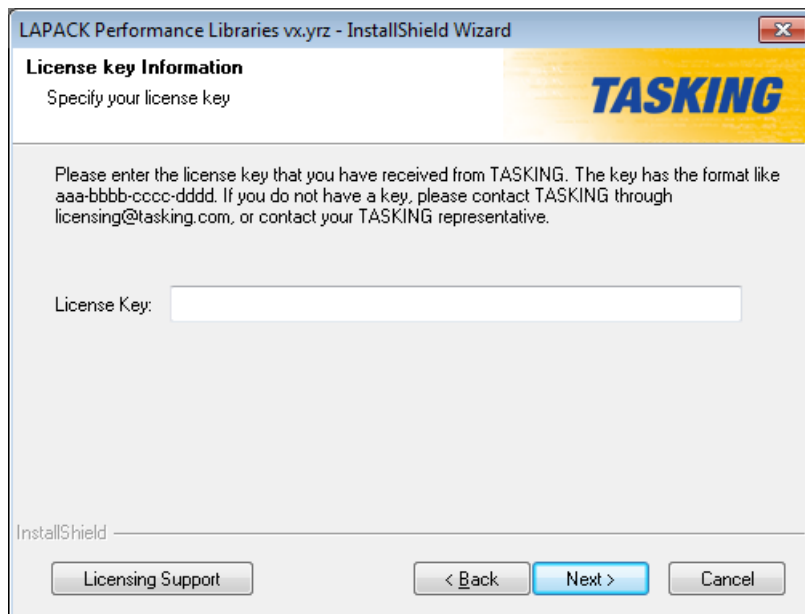 LAPACK Performance Libraries vx.yrz - InstallShield Wizard
License key Information
Specify your license key
TASKING
Please enter the license key that you have received from TASKING. The key has the format like
aaa-bbbb-cccc-dddd. If you do not have a key, please contact TASKING through
licensing@tasking.com, or contact your TASKING representative.
License Key:
InstallShield
Licensing Support
< Back
Next >
Cancel